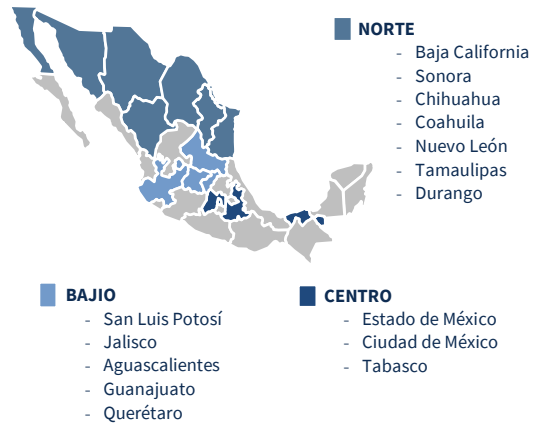 NORTE
- Baja California
- Sonora
- Chihuahua
- Coahuila
- Nuevo León
- Tamaulipas
- Durango
BAJIO
- San Luis Potosí
- Jalisco
- Aguascalientes
- Guanajuato
- Querétaro
CENTRO
- Estado de México
- Ciudad de México
- Tabasco